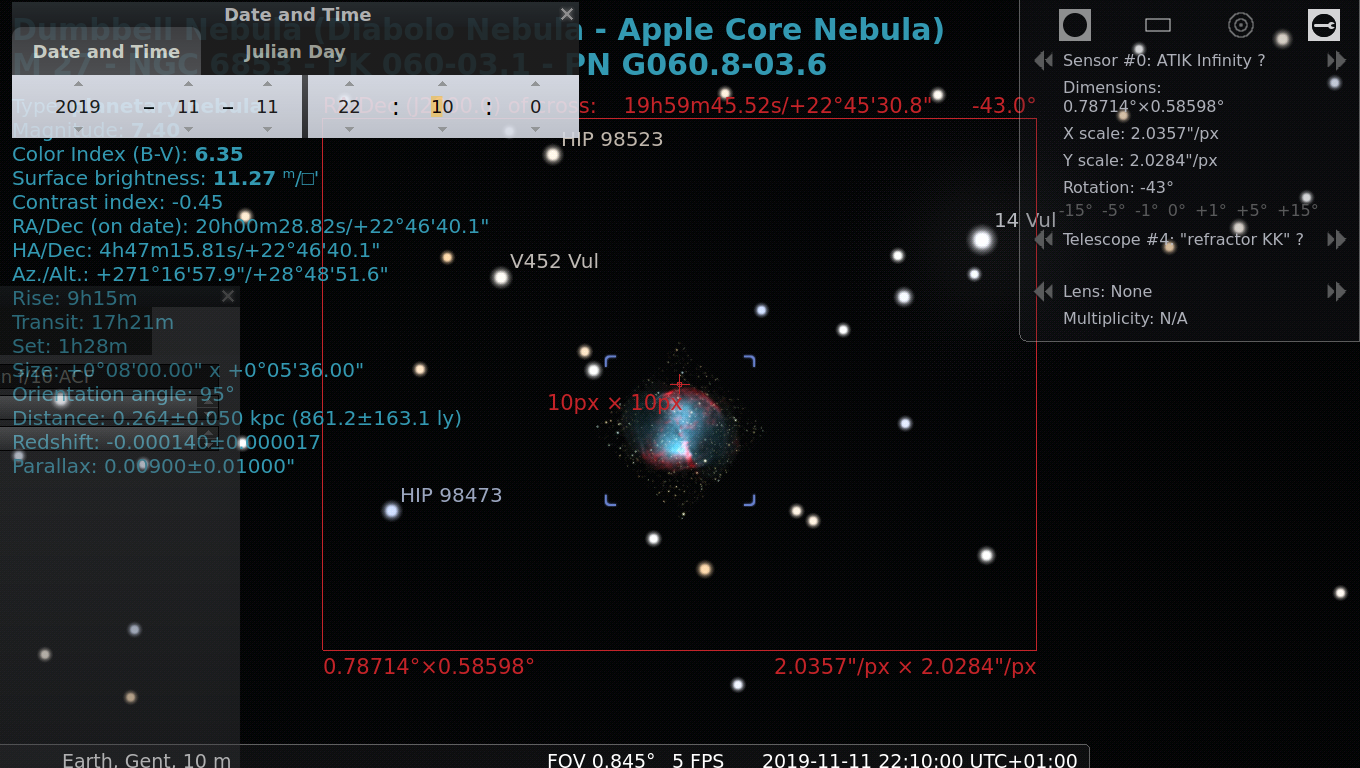 Date and Time
Dumbbell Nebula (Diabolo Nebula - Apple Core Nebula)
Date and Time
Julian Day
M 27 - NGC 6853 - PK 060-03.1 - PN G060.8-03.6
2019 - 11 - 11
22 : 10 : 0
Type: planetary nebula
RA/Dec (J2000.0) of cross: 19h59m45.52s/+22°45'30.8" -43.0°
Magnitude: 7.40
HIP 98523
Color Index (B-V): 6.35
Surface brightness: 11.27 ᵐ/□'
Contrast index: -0.45
RA/Dec (on date): 20h00m28.82s/+22°46'40.1"
HA/Dec: 4h47m15.81s/+22°46'40.1"
Az./Alt.: +271°16'57.9"/+28°48'51.6"
Rise: 9h15m
Transit: 17h21m
Set: 1h28m
Size: +0°08'00.00" x +0°05'36.00"
Orientation angle: 95°
Distance: 0.264±0.050 kpc (861.2±163.1 ly)
Redshift: -0.000140±0.000017
Parallax: 0.00900±0.01000"
n f/10 ACF
V452 Vul
14 Vul
10px × 10px
HIP 98473
Sensor #0: ATIK Infinity ?
Dimensions:
0.78714°×0.58598°
X scale: 2.0357"/px
Y scale: 2.0284"/px
Rotation: -43°
-15° -5° -1° 0° +1° +5° +15°
Telescope #4: "refractor KK" ?
Lens: None
Multiplicity: N/A
0.78714°×0.58598°
2.0357"/px × 2.0284"/px
Earth, Gent, 10 m
FOV 0.845° 5 FPS 2019-11-11 22:10:00 UTC+01:00